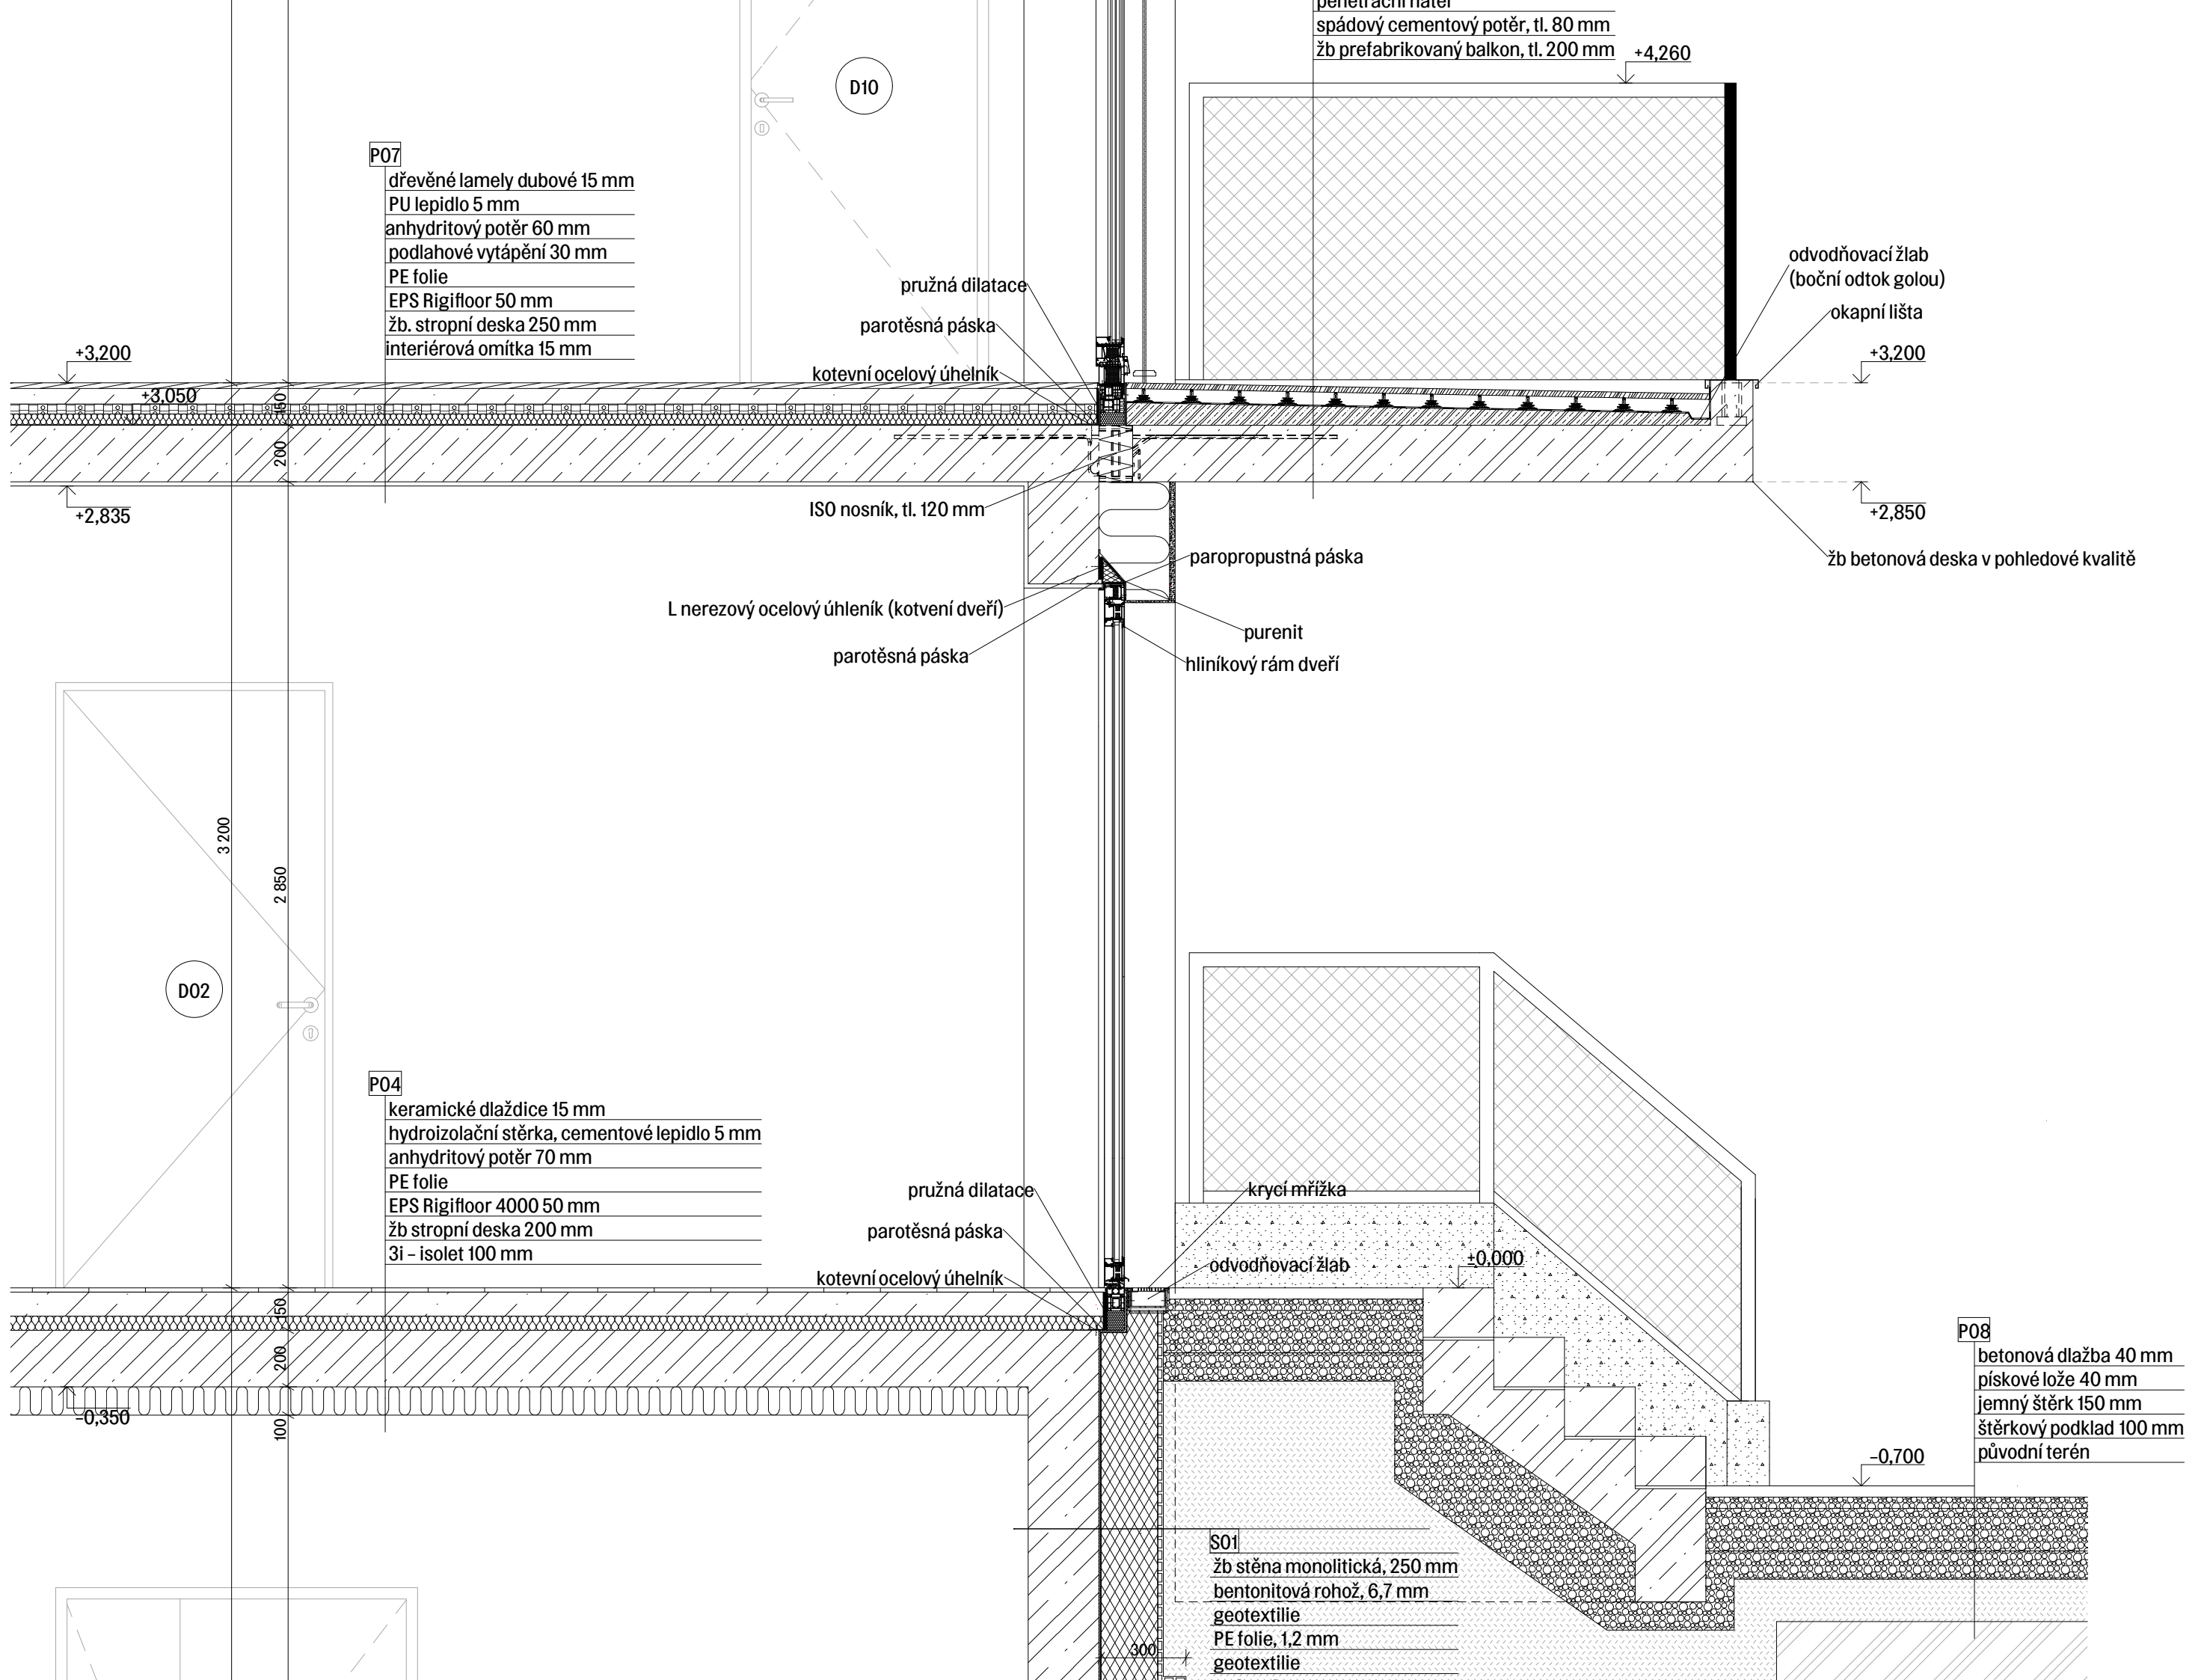 penetrační nátěr
spádový cementový potěr, tl. 80 mm
žb prefabrikovaný balkon, tl. 200 mm
+4,260
D10
P07
dřevěné lamely dubové 15 mm
PU lepidlo 5 mm
anhydritový potěr 60 mm
podlahové vytápění 30 mm
PE folie
EPS Rigifloor 50 mm
žb. stropní deska 250 mm
interiérová omítka 15 mm
odvodňovací žlab
(boční odtok golou)
okapní lišta
pružná dilatace
parotěsná páska
kotevní ocelový úhelník
+3,200
+3,050
150
200
+2,835
+3,200
+2,850
ISO nosník, tl. 120 mm
paropropustná páska
žb betonová deska v pohledové kvalitě
L nerezový ocelový úhleník (kotvení dveří)
purenit
parotěsná páska
hliníkový rám dveří
3 200
2 850
D02
P04
keramické dlaždice 15 mm
hydroizolační stěrka, cementové lepidlo 5 mm
anhydritový potěr 70 mm
PE folie
EPS Rigifloor 4000 50 mm
žb stropní deska 200 mm
3i – isolet 100 mm
pružná dilatace
parotěsná páska
kotevní ocelový úhelník
krycí mřížka
odvodňovací žlab
±0,000
150
200
100
-0,350
P08
betonová dlažba 40 mm
pískové lože 40 mm
jemný štěrk 150 mm
štěrkový podklad 100 mm
původní terén
-0,700
S01
žb stěna monolitická, 250 mm
bentonitová rohož, 6,7 mm
geotextilie
PE folie, 1,2 mm
geotextilie
300